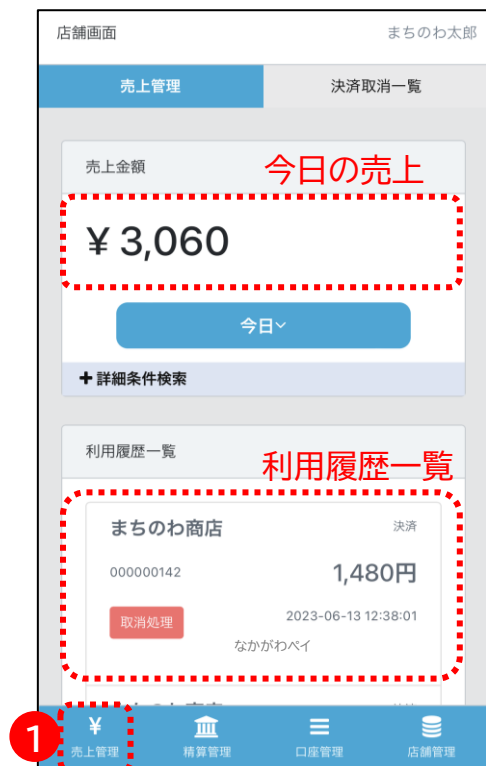 店舗画面
まちのわ太郎
売上管理
決済取消一覧
売上金額
今日の売上
¥ 3,060
今日
+ 詳細条件検索
利用履歴一覧
利用履歴一覧
まちのわ商店
決済
000000142
1,480円
取消処理
2023-06-13 12:38:01
なかがわペイ
1
¥
売上管理
精算管理
口座管理
店舗管理